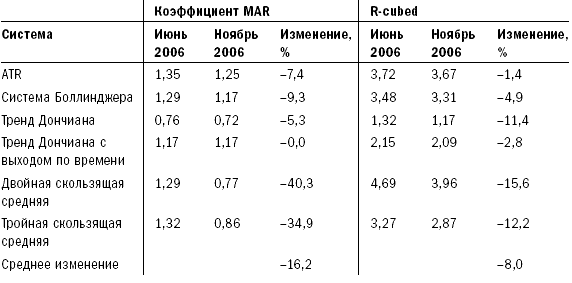 Коэффициент MAR R-cubed
Система Июнь 2006 Ноябрь 2006 Изменение, % Июнь 2006 Ноябрь 2006 Изменение, %
ATR 1,35 1,25 –7,4 3,72 3,67 –1,4
Система Боллинджера 1,29 1,17 –9,3 3,48 3,31 –4,9
Тренд Дончиана 0,76 0,72 –5,3 1,32 1,17 –11,4
Тренд Дончиана с выходом по времени 1,17 1,17 –0,0 2,15 2,09 –2,8
Двойная скользящая средняя 1,29 0,77 –40,3 4,69 3,96 –15,6
Тройная скользящая средняя 1,32 0,86 –34,9 3,27 2,87 –12,2
Среднее изменение –16,2 –8,0